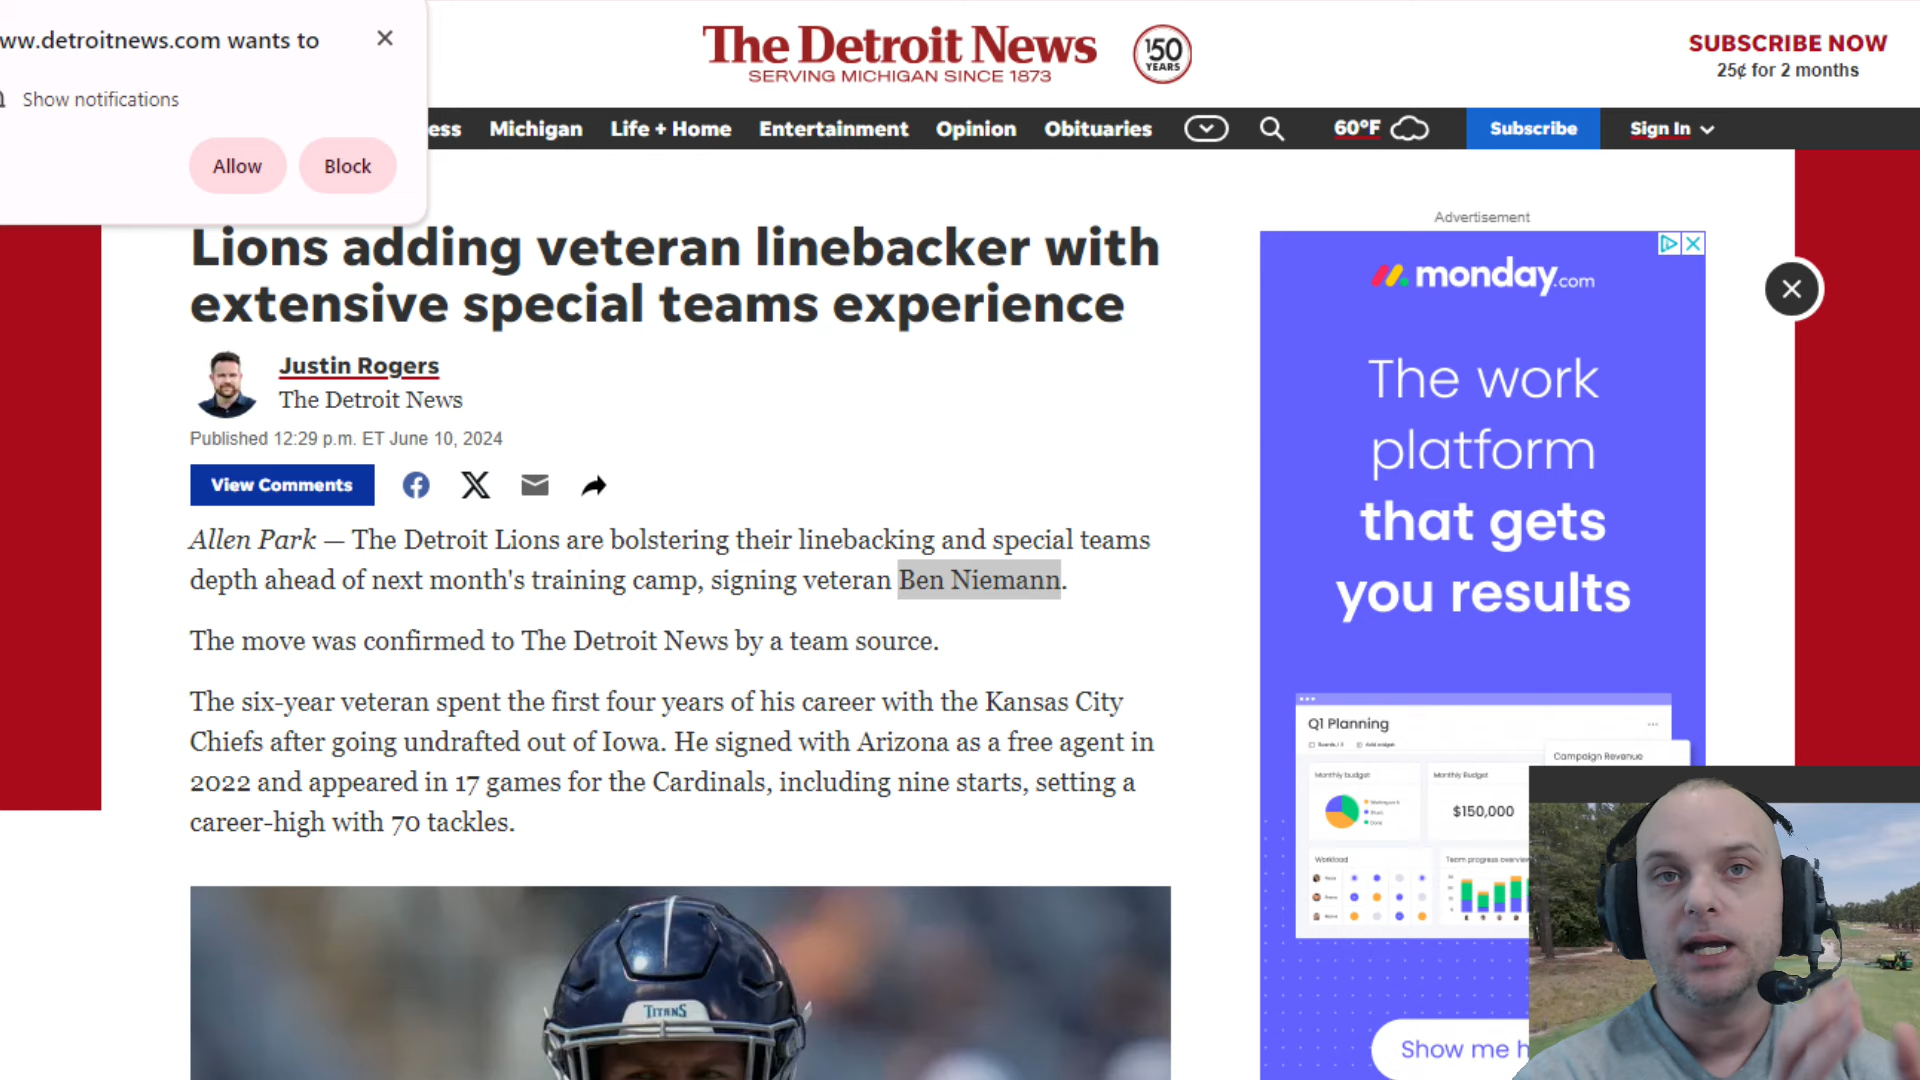 www.detroitnews.com wants to
Show notifications
Allow
Block
The Detroit News
SERVING MICHIGAN SINCE 1873
150
YEARS
SUBSCRIBE NOW
25¢ for 2 months
ess
Michigan
Life + Home
Entertainment
Opinion
Obituaries
60°F
Subscribe
Sign In
Lions adding veteran linebacker with
extensive special teams experience
Justin Rogers
The Detroit News
Published 12:29 p.m. ET June 10, 2024
View Comments
Allen Park — The Detroit Lions are bolstering their linebacking and special teams
depth ahead of next month's training camp, signing veteran Ben Niemann.
The move was confirmed to The Detroit News by a team source.
The six-year veteran spent the first four years of his career with the Kansas City
Chiefs after going undrafted out of Iowa. He signed with Arizona as a free agent in
2022 and appeared in 17 games for the Cardinals, including nine starts, setting a
career-high with 70 tackles.
TITANS
Advertisement
monday.com
The work
platform
that gets
you results
Q1 Planning
Add widget
Campaign Revenue
Monthly budget
Monthly Budget
$150,000
Workload
Team progress overview
Show me h